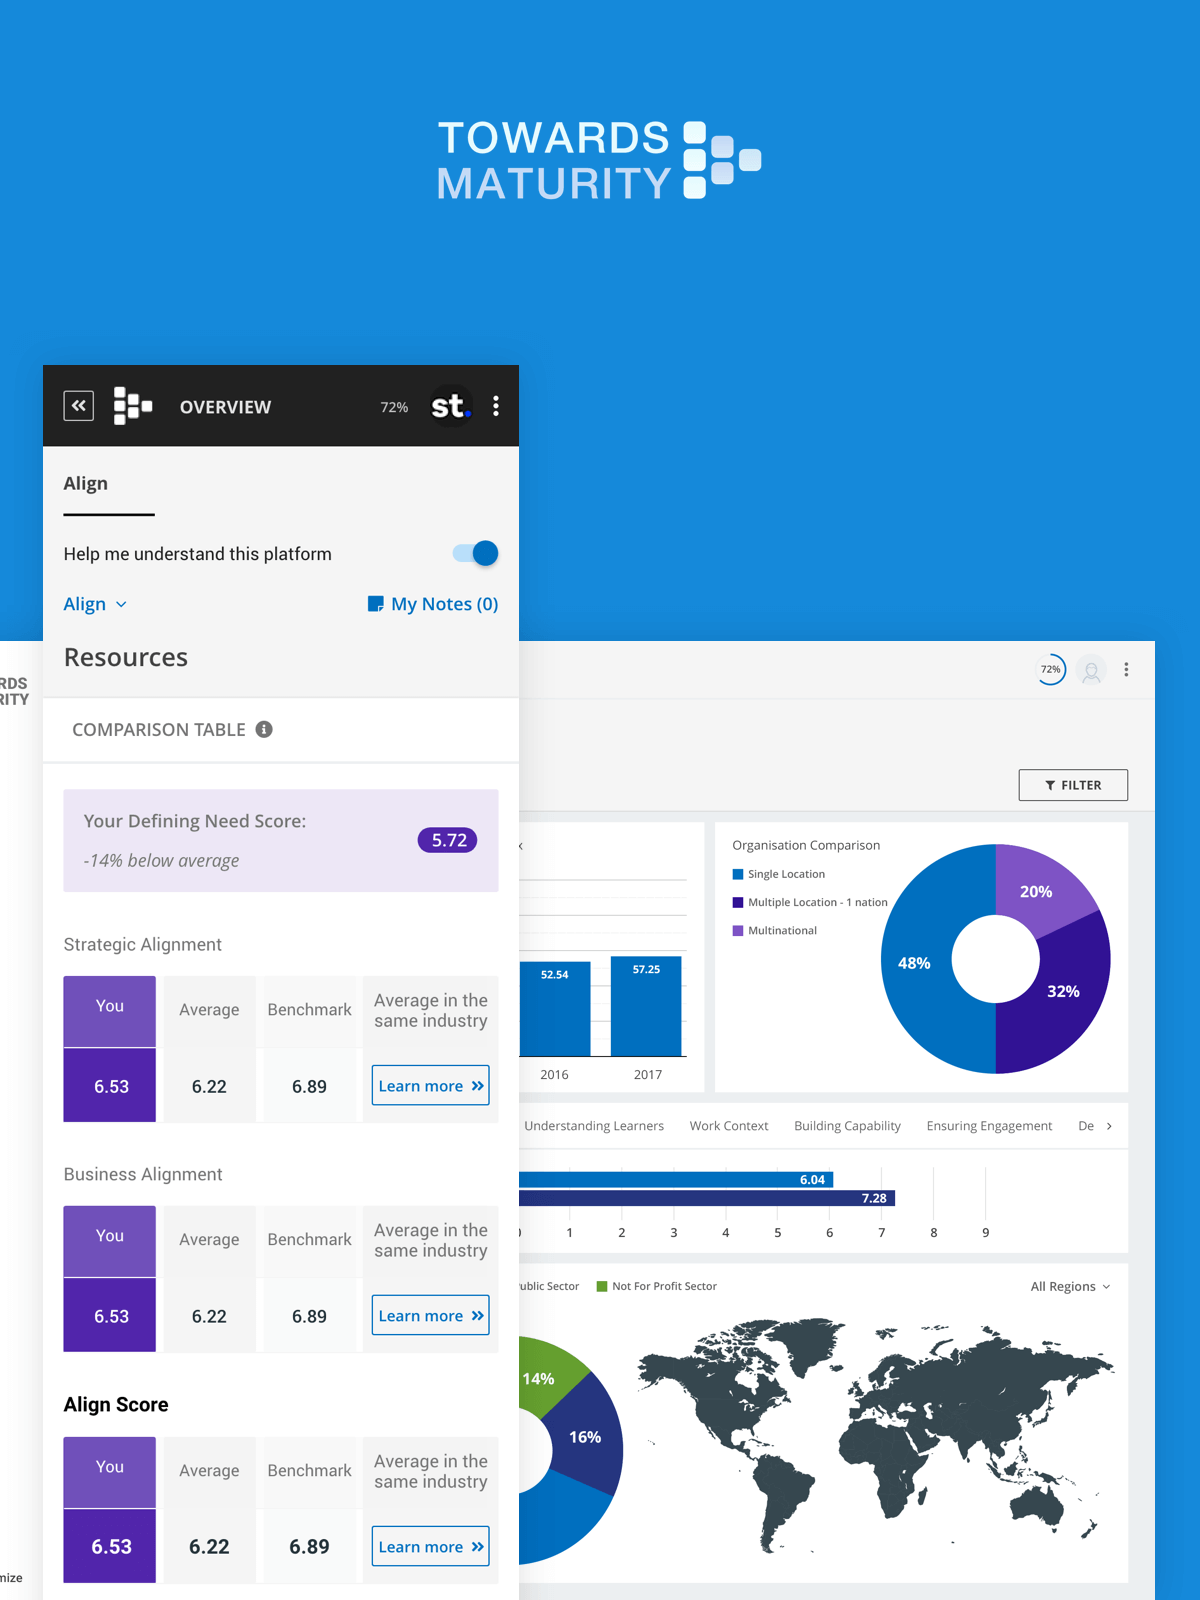 TOWARDS
MATURITY
OVERVIEW
72%
st.
Align
Help me understand this platform
Align
My Notes (0)
Resources
COMPARISON TABLE
Your Defining Need Score:
-14% below average
5.72
Strategic Alignment
You
Average
Benchmark
Average in the
same industry
6.53
6.22
6.89
Learn more
Business Alignment
You
Average
Benchmark
Average in the
same industry
6.53
6.22
6.89
Learn more
Align Score
You
Average
Benchmark
Average in the
same industry
6.53
6.22
6.89
Learn more
RDS
RITY
mize
72%
FILTER
x
52.54
57.25
2016
2017
Organisation Comparison
Single Location
Multiple Location - 1 nation
Multinational
20%
48%
32%
Understanding Learners
Work Context
Building Capability
Ensuring Engagement
De
6.04
7.28
1 2 3 4 5 6 7 8 9
ublic Sector
Not For Profit Sector
All Regions
14%
16%